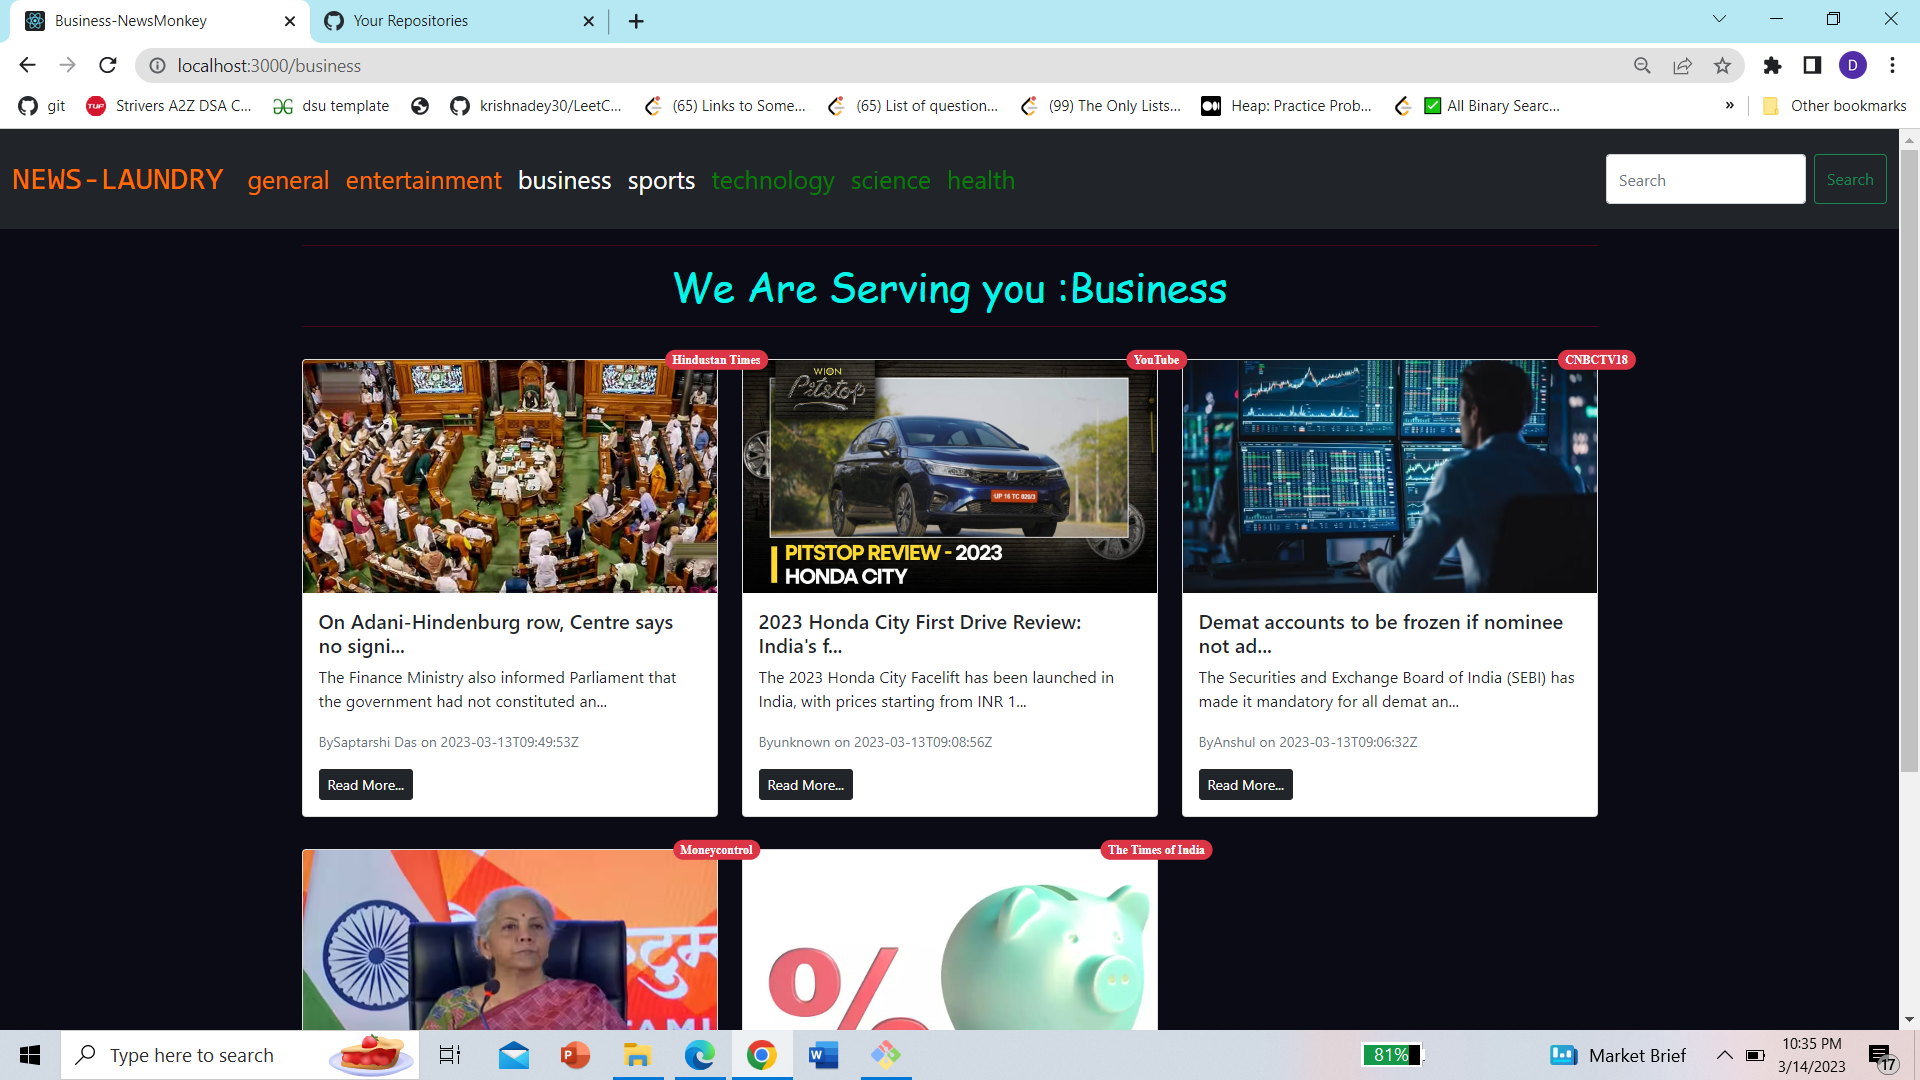 Business-NewsMonkey
Your Repositories
localhost:3000/business
D
git
Strivers A2Z DSA C...
dsu template
krishnadey30/LeetC...
(65) Links to Some...
(65) List of question...
(99) The Only Lists...
Heap: Practice Prob...
All Binary Searc...
»
Other bookmarks
NEWS-LAUNDRY
general
entertainment
business
sports
technology
science
health
Search
Search
We Are Serving you :Business
Hindustan Times
YouTube
CNBCTV18
WION
Pitstop
UP 16 TC 020/3
PITSTOP REVIEW - 2023
HONDA CITY
TATA
On Adani-Hindenburg row, Centre says
no signi...
The Finance Ministry also informed Parliament that
the government had not constituted an...
BySaptarshi Das on 2023-03-13T09:49:53Z
Read More...
2023 Honda City First Drive Review:
India's f...
The 2023 Honda City Facelift has been launched in
India, with prices starting from INR 1...
Byunknown on 2023-03-13T09:08:56Z
Read More...
Demat accounts to be frozen if nominee
not ad...
The Securities and Exchange Board of India (SEBI) has
made it mandatory for all demat an...
ByAnshul on 2023-03-13T09:06:32Z
Read More...
Moneycontrol
The Times of India
%
Type here to search
81%
Market Brief
10:35 PM
3/14/2023
17